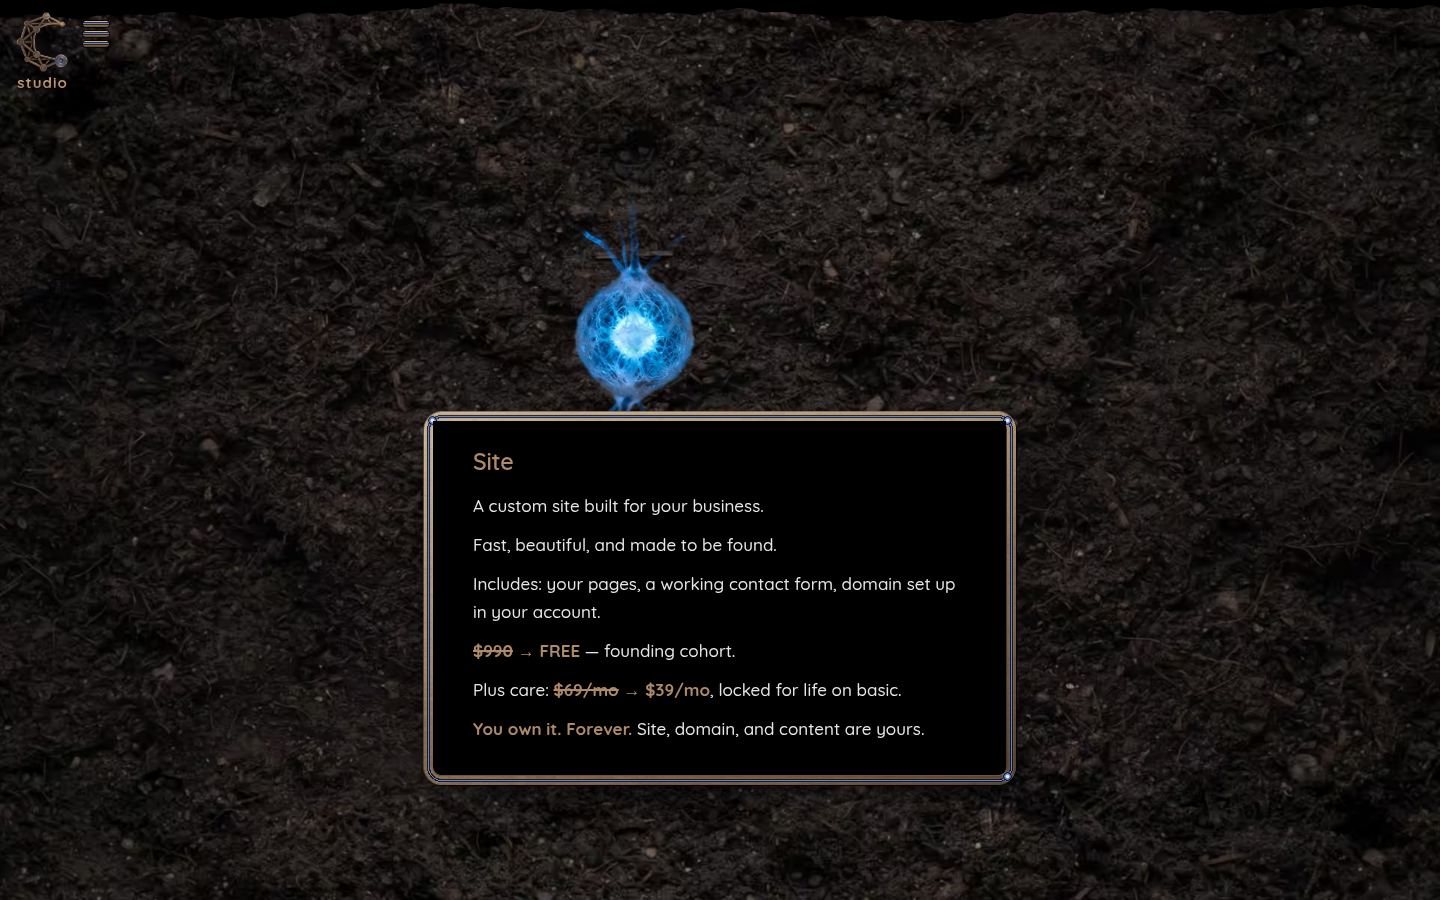 studio
Site
A custom site built for your business.
Fast, beautiful, and made to be found.
Includes: your pages, a working contact form, domain set up
in your account.
$990 → FREE — founding cohort.
Plus care: $69/mo → $39/mo, locked for life on basic.
You own it. Forever. Site, domain, and content are yours.